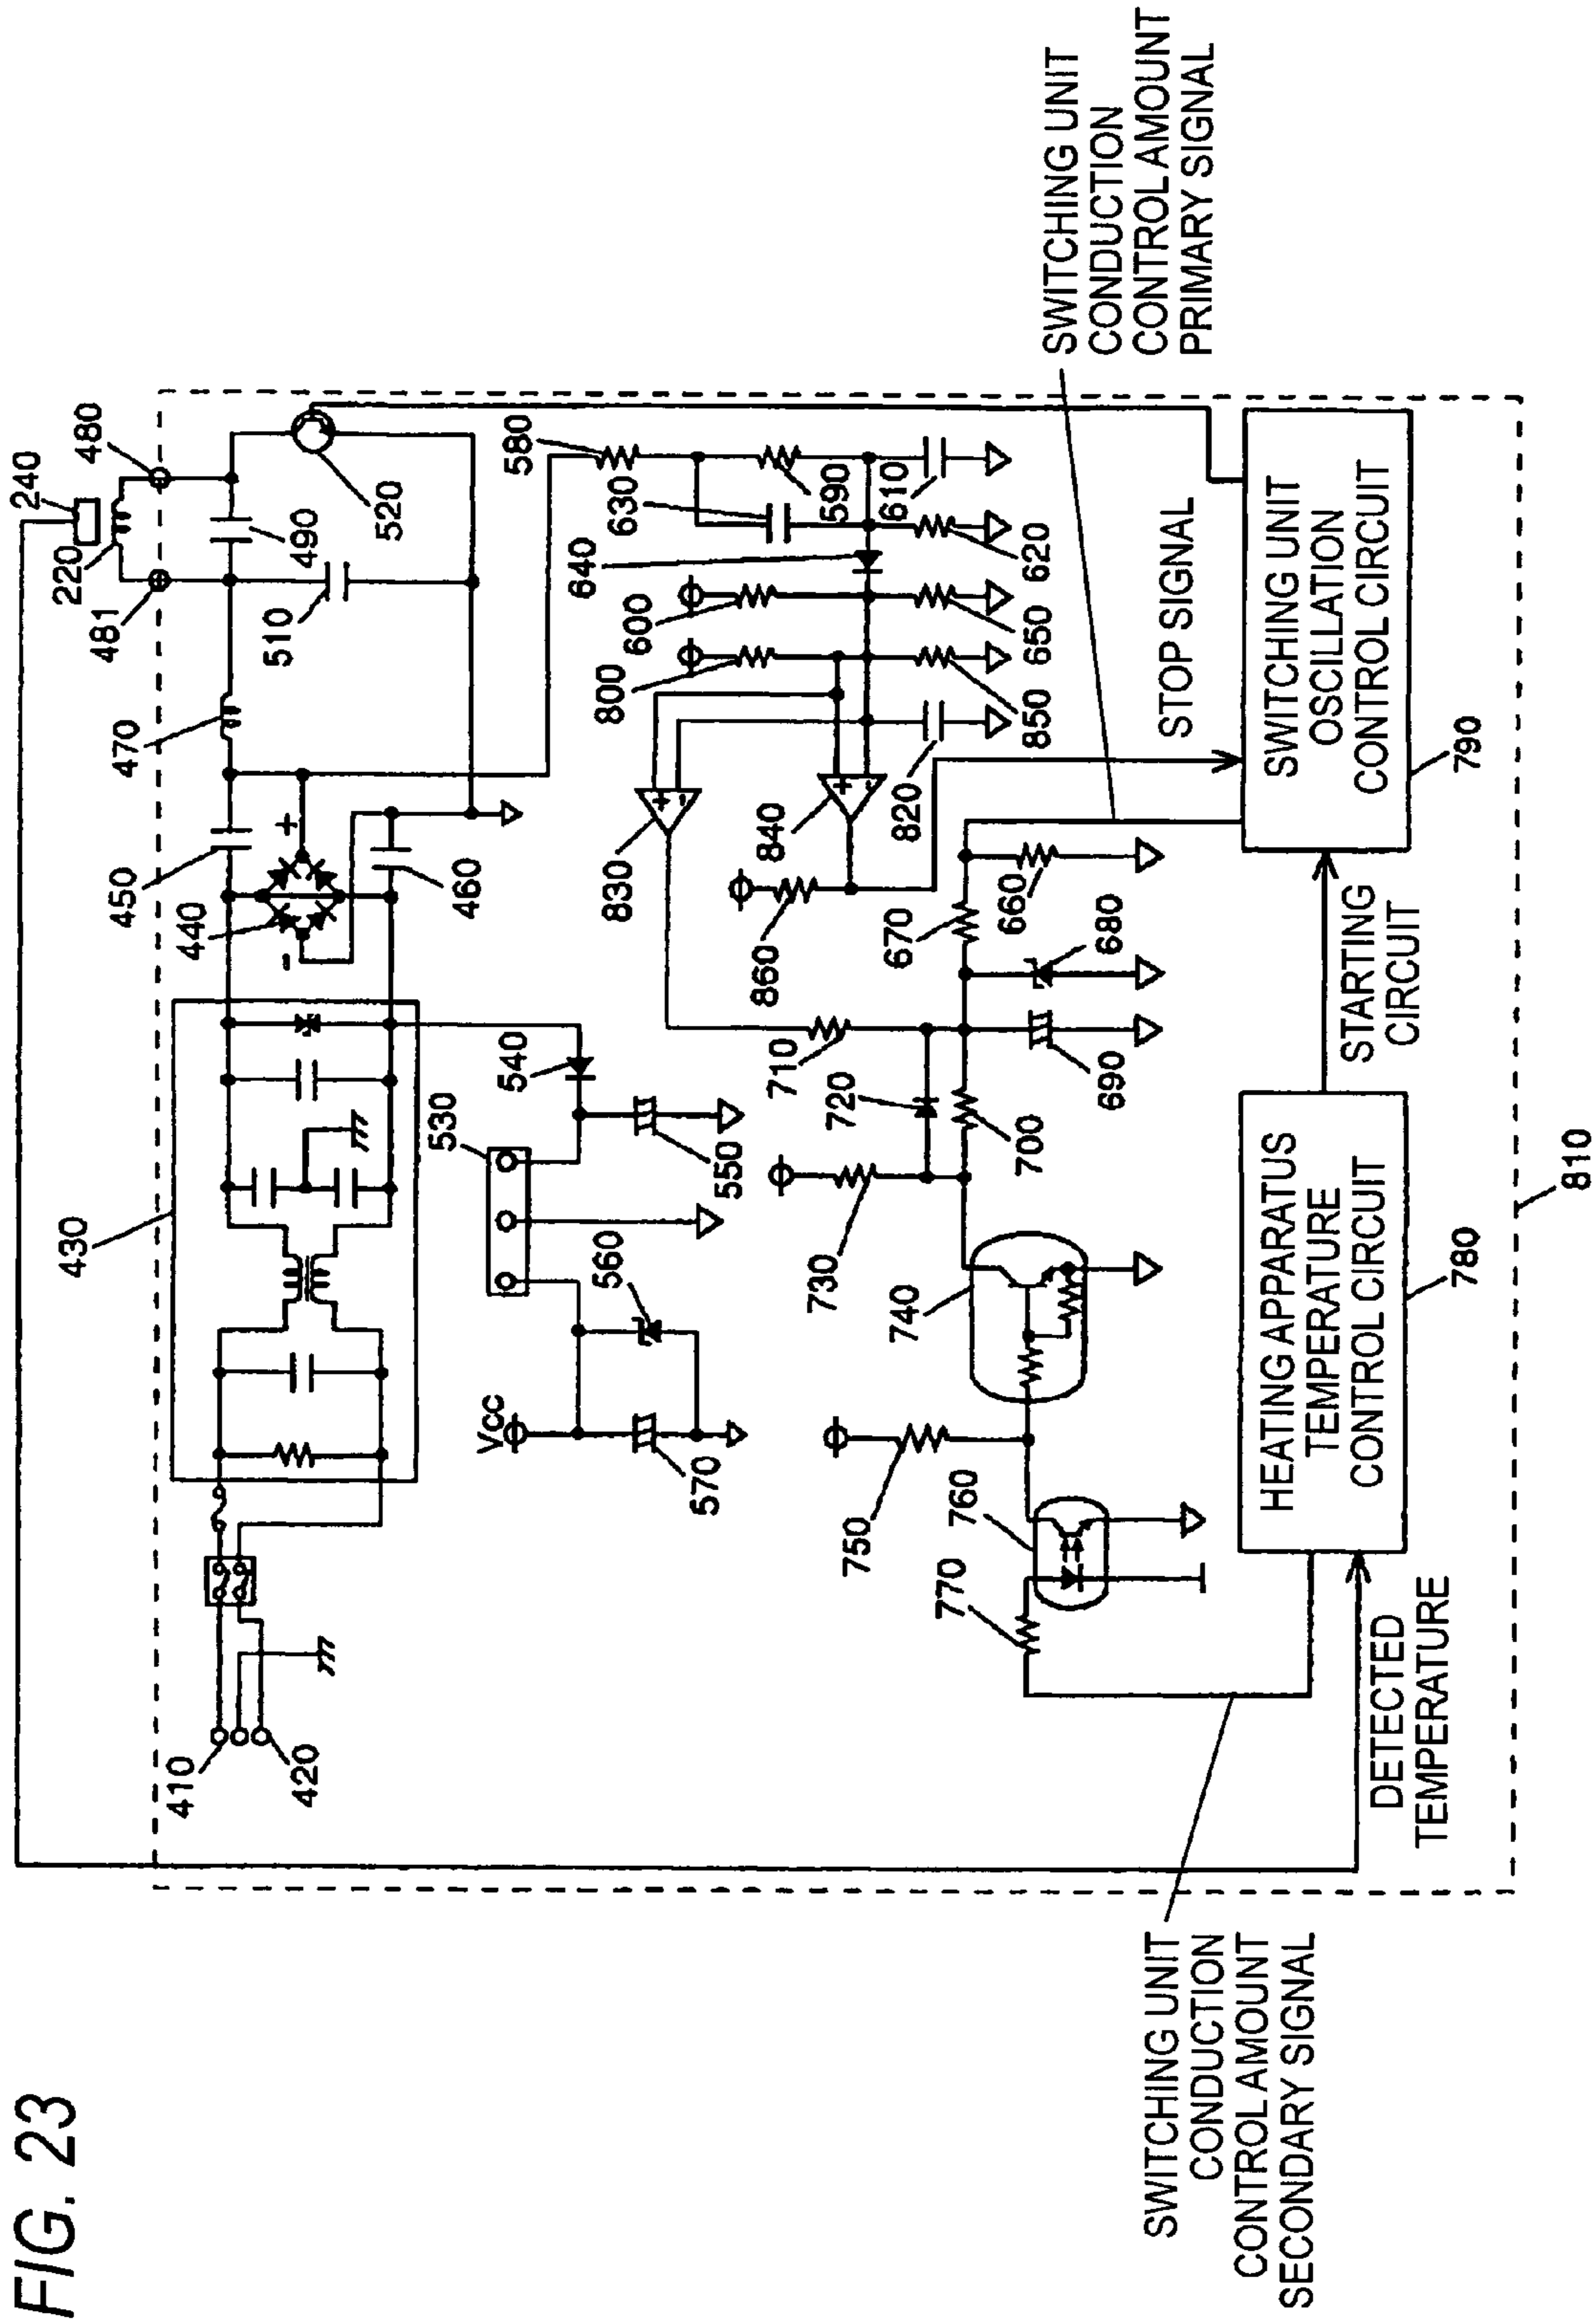 FIG. 23
240
480
220
481
490
510
520
470
450
440
460
430
410
420
580
630
590
610
640
620
600
650
800
850
820
830
840
860
540
530
550
560
Vcc
570
+
-
+
-
+
-
670
660
680
710
720
690
700
730
740
750
760
770
STOP SIGNAL
SWITCHING UNIT
CONDUCTION
CONTROL AMOUNT
PRIMARY SIGNAL
SWITCHING UNIT
OSCILLATION
CONTROL CIRCUIT
790
STARTING
CIRCUIT
HEATING APPARATUS
TEMPERATURE
CONTROL CIRCUIT
780
810
DETECTED
TEMPERATURE
SWITCHING UNIT
CONDUCTION
CONTROL AMOUNT
SECONDARY SIGNAL